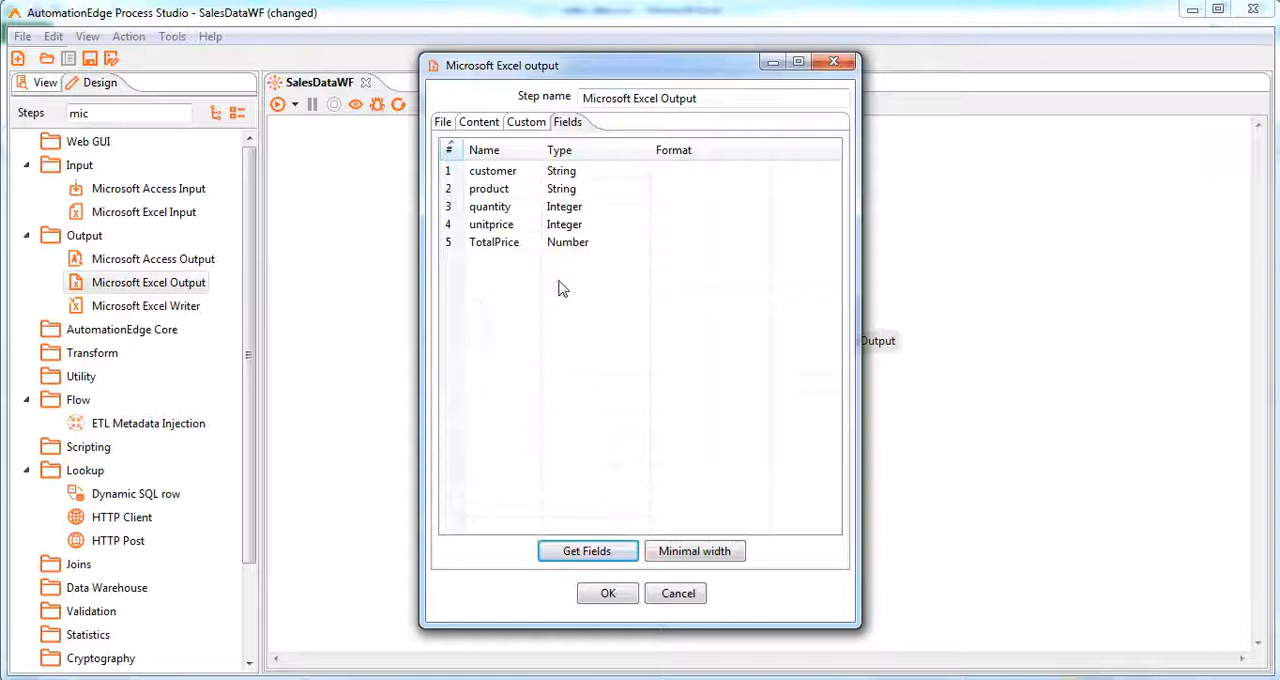 AutomationEdge Process Studio - SalesDataWF (changed)
File Edit View Action Tools Help
View Design
SalesDataWF
Steps mic
Web GUI
Input
Microsoft Access Input
Microsoft Excel Input
Output
Microsoft Access Output
Microsoft Excel Output
Microsoft Excel Writer
AutomationEdge Core
Transform
Utility
Flow
ETL Metadata Injection
Scripting
Lookup
Dynamic SQL row
HTTP Client
HTTP Post
Joins
Data Warehouse
Validation
Statistics
Cryptography
Microsoft Excel output
Step name Microsoft Excel Output
File Content Custom Fields
# Name Type Format
1 customer String
2 product String
3 quantity Integer
4 unitprice Integer
5 TotalPrice Number
Get Fields Minimal width
OK Cancel
Output